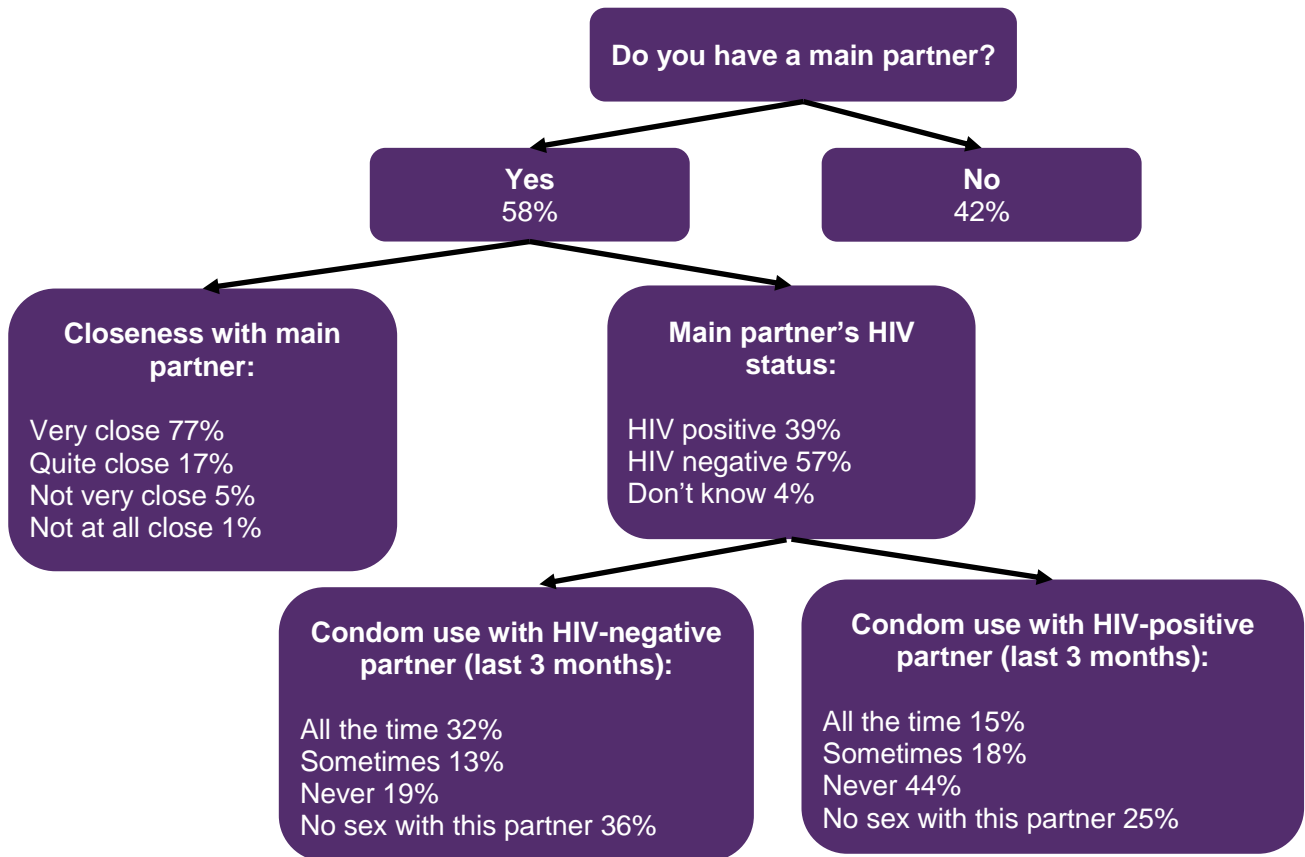 Do you have a main partner?
Yes
58%
No
42%
Closeness with main
partner:
Very close 77%
Quite close 17%
Not very close 5%
Not at all close 1%
Main partner’s HIV
status:
HIV positive 39%
HIV negative 57%
Don’t know 4%
Condom use with HIV-negative
partner (last 3 months):
All the time 32%
Sometimes 13%
Never 19%
No sex with this partner 36%
Condom use with HIV-positive
partner (last 3 months):
All the time 15%
Sometimes 18%
Never 44%
No sex with this partner 25%